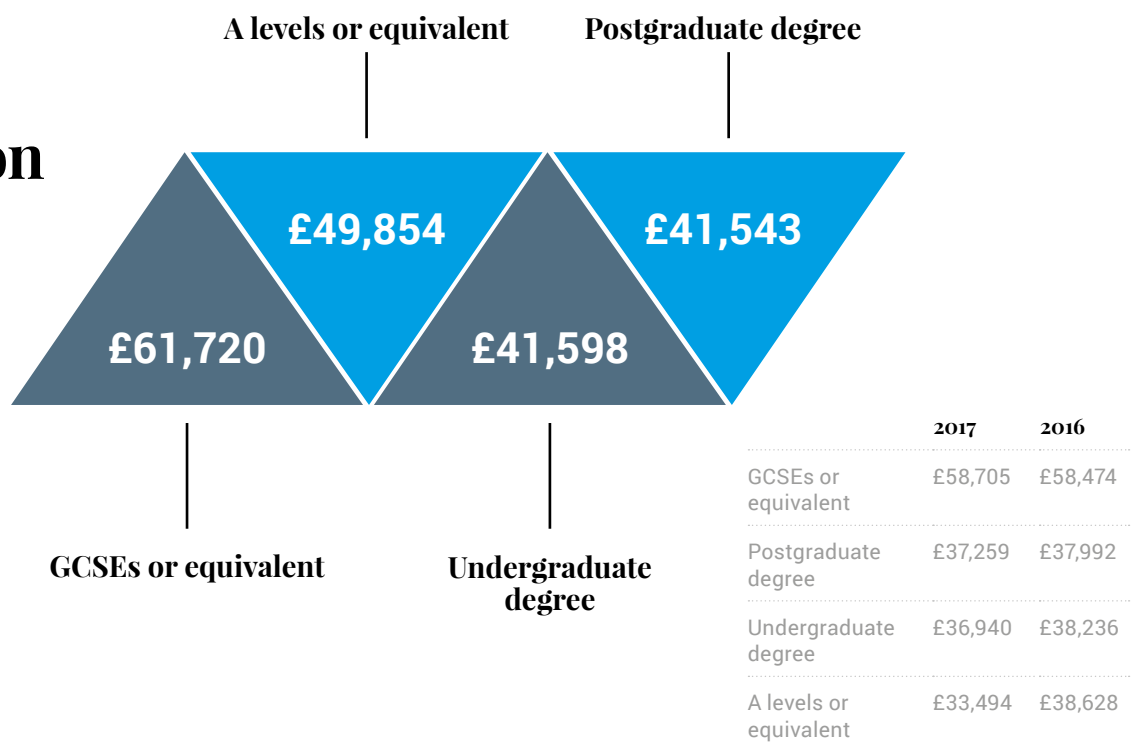 A levels or equivalent
Postgraduate degree
£49,854
£41,543
£61,720
£41,598
GCSEs or equivalent
Undergraduate
degree
2017 2016
GCSEs or
equivalent
£58,705 £58,474
Postgraduate
degree
£37,259 £37,992
Undergraduate
degree
£36,940 £38,236
A levels or
equivalent
£33,494 £38,628